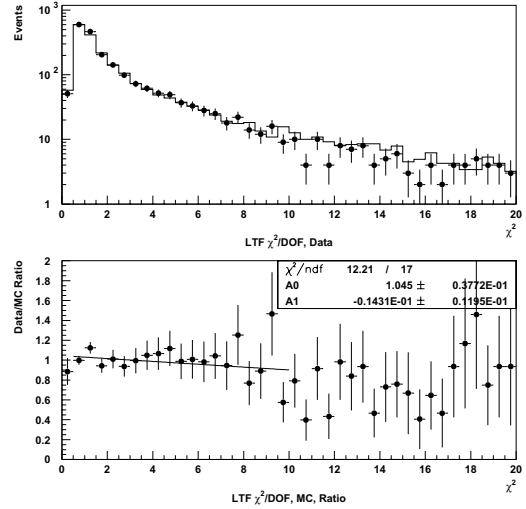 Events
10³
10²
10
1
0 2 4 6 8 10 12 14 16 18 20
χ²
LTF χ²/DOF, Data
Data/MC Ratio
2
1.8
1.6
1.4
1.2
1
0.8
0.6
0.4
0.2
0
χ²/ndf 12.21 / 17
A0 1.045 ± 0.3772E-01
A1 -0.1431E-01 ± 0.1195E-01
0 2 4 6 8 10 12 14 16 18 20
χ²
LTF χ²/DOF, MC, Ratio